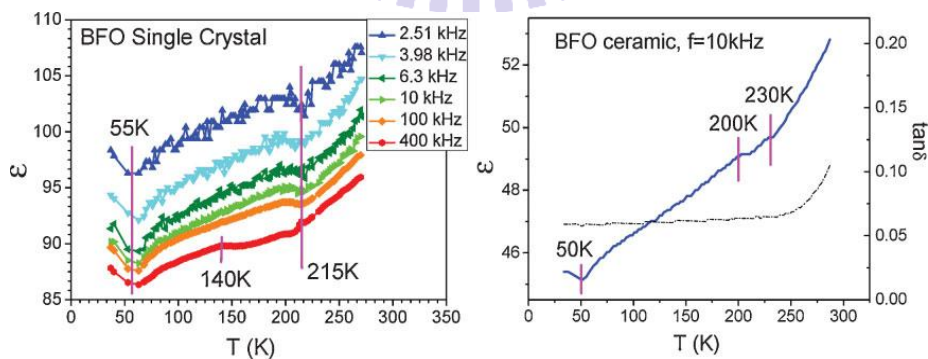 BFO Single Crystal
2.51 kHz
3.98 kHz
6.3 kHz
10 kHz
100 kHz
400 kHz
110
105
100
95
90
85
ε
55K
140K
215K
0 50 100 150 200 250 300 350
T (K)
BFO ceramic, f=10kHz
52
50
48
46
ε
50K
200K
230K
0.20
0.15
0.10
0.05
0.00
tanδ
0 50 100 150 200 250 300
T (K)